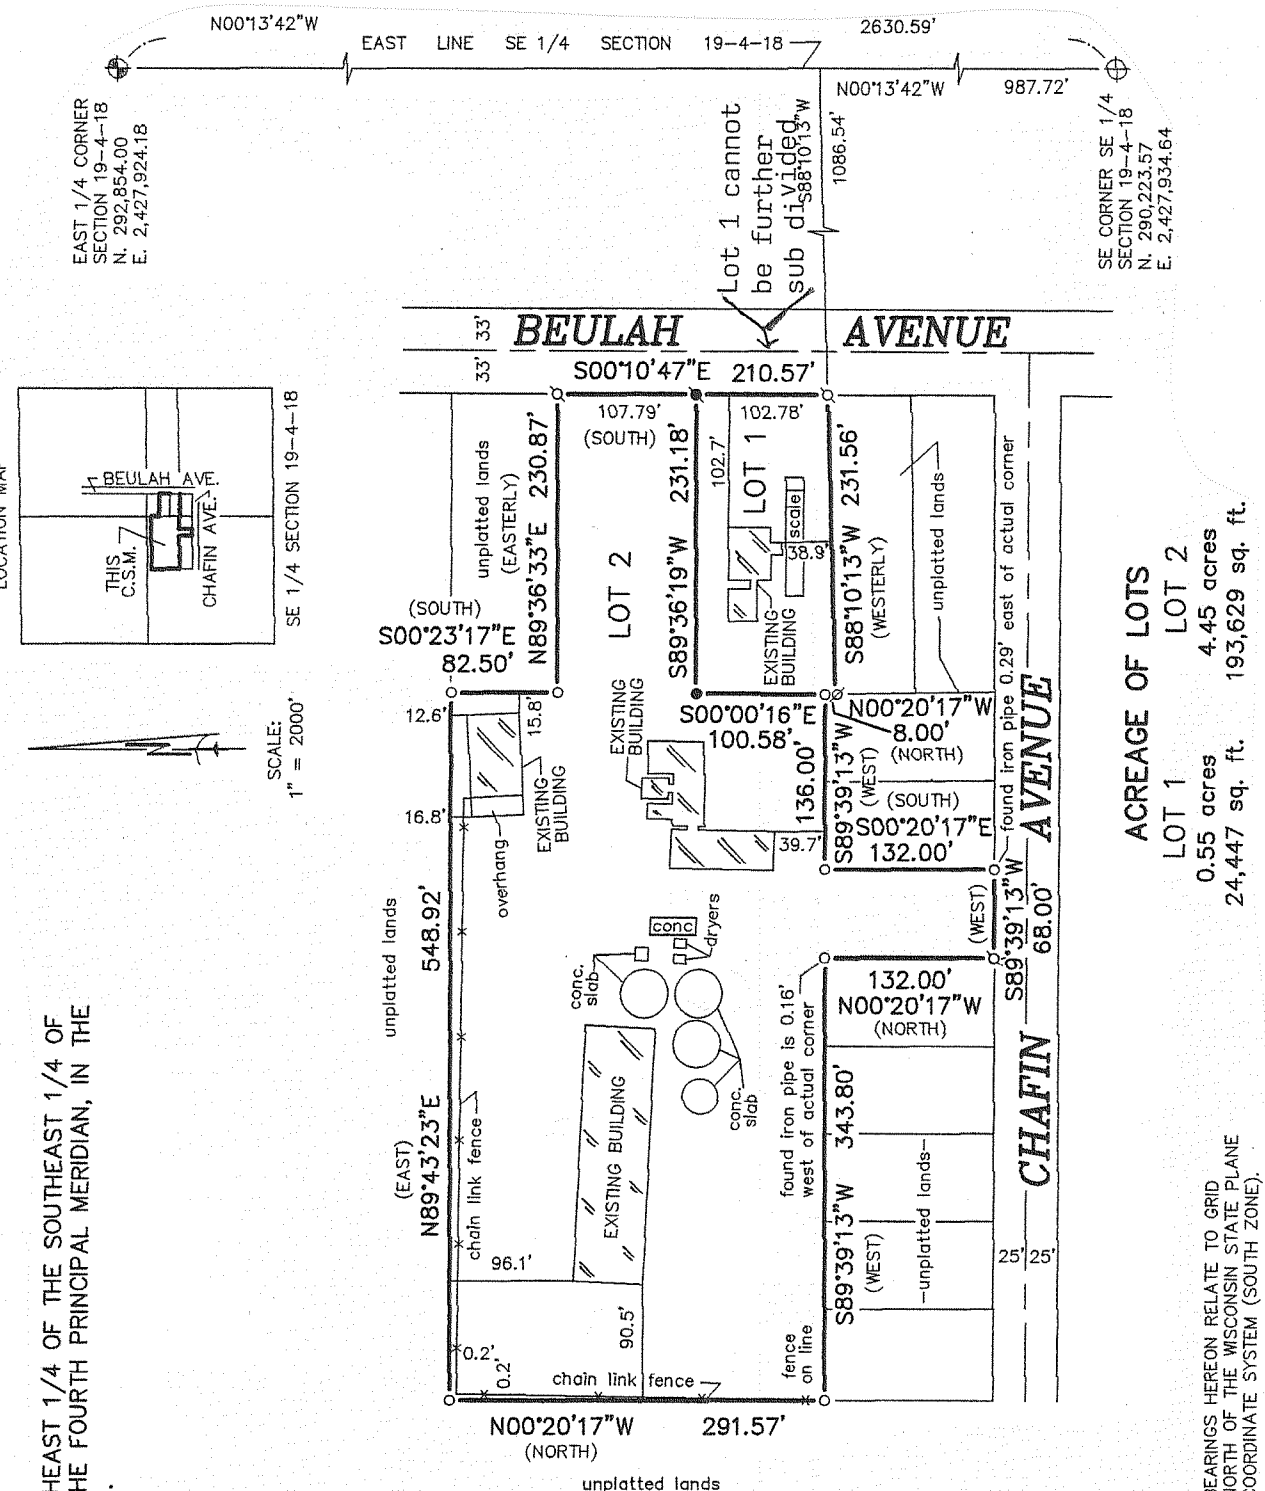 N00°13'42"W
EAST LINE SE 1/4 SECTION 19-4-18
2630.59'
N00°13'42"W
987.72'
EAST 1/4 CORNER
SECTION 19-4-18
N. 292,854.00
E. 2,427,924.18
Lot 1 cannot
be further
sub divided
S88°10'13"W
1086.54'
SE CORNER SE 1/4
SECTION 19-4-18
N. 290,223.57
E. 2,427,934.64
33'
33'
BEULAH AVENUE
S00°10'47"E 210.57'
107.79'
(SOUTH)
102.78'
LOCATION MAP
BEULAH AVE.
THIS
C.S.M.
CHAFIN AVE.
SE 1/4 SECTION 19-4-18
SCALE:
1" = 2000'
unplatted lands
(EASTERLY)
N89°36'33"E 230.87'
LOT 2
S89°36'19"W 231.18'
102.7'
LOT 1
scale
38.9'
EXISTING
BUILDING
S88°10'13"W 231.56'
(WESTERLY)
unplatted lands
found iron pipe 0.29' east of actual corner
(SOUTH)
S00°23'17"E
82.50'
12.6'
15.8'
EXISTING
BUILDING
16.8'
overhang
EXISTING
BUILDING
S00°00'16"E
100.58'
N00°20'17"W
8.00'
(NORTH)
136.00'
S89°39'13"W
(WEST)
(SOUTH)
S00°20'17"E
132.00'
39.7'
unplatted lands
548.92'
N89°43'23"E
(EAST)
chain link fence
conc
dryers
conc.
slab
conc.
slab
EXISTING BUILDING
96.1'
90.5'
0.2'
0.2'
chain link fence
fence
on line
found iron pipe is 0.16'
west of actual corner
(WEST)
S89°39'13"W
68.00'
132.00'
N00°20'17"W
(NORTH)
S89°39'13"W 343.80'
(WEST)
unplatted lands
25' 25'
CHAFIN AVENUE
N00°20'17"W 291.57'
(NORTH)
unplatted lands
ACREAGE OF LOTS
LOT 1 LOT 2
0.55 acres 4.45 acres
24,447 sq. ft. 193,629 sq. ft.
HEAST 1/4 OF THE SOUTHEAST 1/4 OF
HE FOURTH PRINCIPAL MERIDIAN, IN THE
BEARINGS HEREON RELATE TO GRID
NORTH OF THE WISCONSIN STATE PLANE
COORDINATE SYSTEM (SOUTH ZONE).